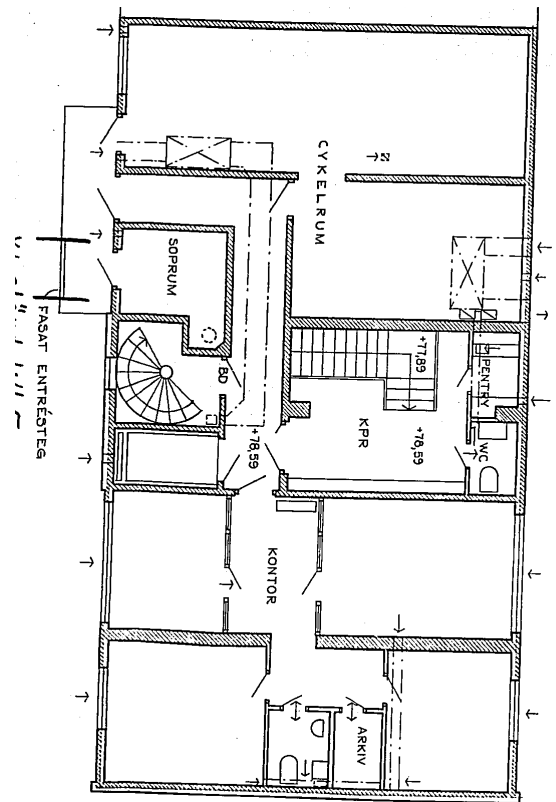 CYKELRUM
SOPRUM
BD
+77,89
PENTRY
KPR
+78,59
WC
+78,59
FASAT ENTRÉSTEG
KONTOR
ARKIV